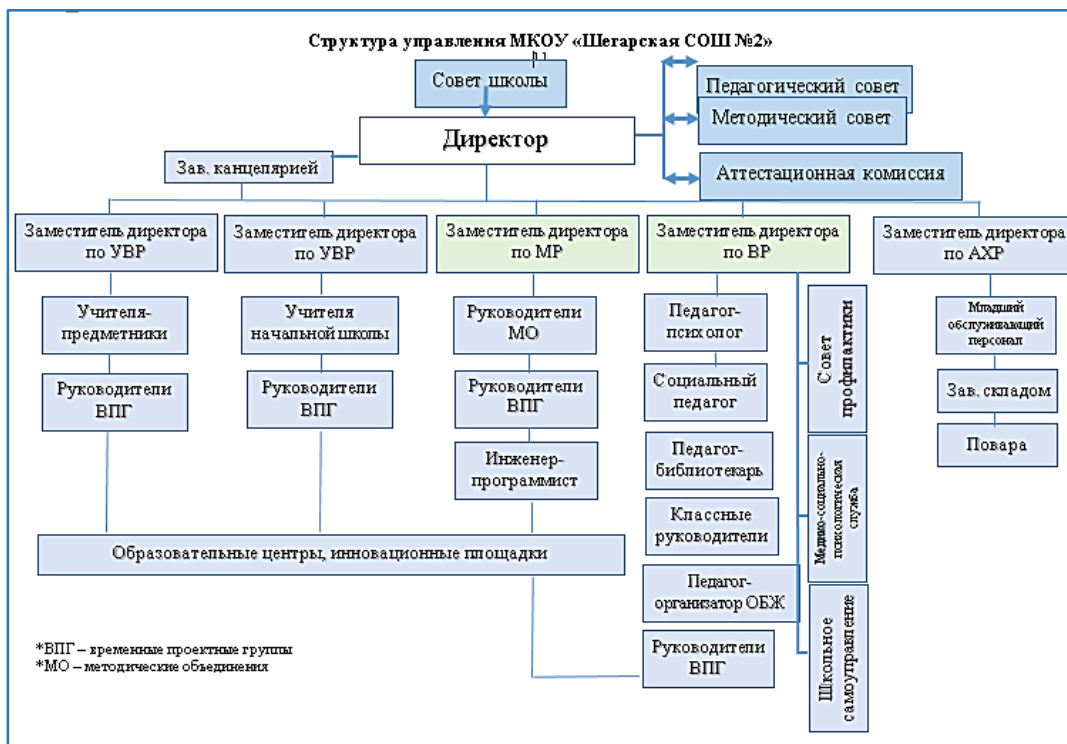 Структура управления МКОУ «Шегарская СОШ №2»
Совет школы
Педагогический совет
Методический совет
Директор
Зав. канцелярией
Аттестационная комиссия
Заместитель директора
по УВР
Заместитель директора
по УВР
Заместитель директора
по МР
Заместитель директора
по ВР
Заместитель директора
по АХР
Учителя-
предметники
Руководители
ВПГ
Учителя
начальной школы
Руководители
ВПГ
Руководители
МО
Руководители
ВПГ
Инженер-
программист
Педагог-
психолог
Социальный
педагог
Педагог-
библиотекарь
Классные
руководители
Педагог-
организатор ОБЖ
Руководители
ВПГ
Совет
профилактики
Медико-социально-
психологическая
служба
Школьное
самоуправление
Младший
обслуживающий
персонал
Зав. складом
Повара
Образовательные центры, инновационные площадки
*ВПГ – временные проектные группы
*МО – методические объединения